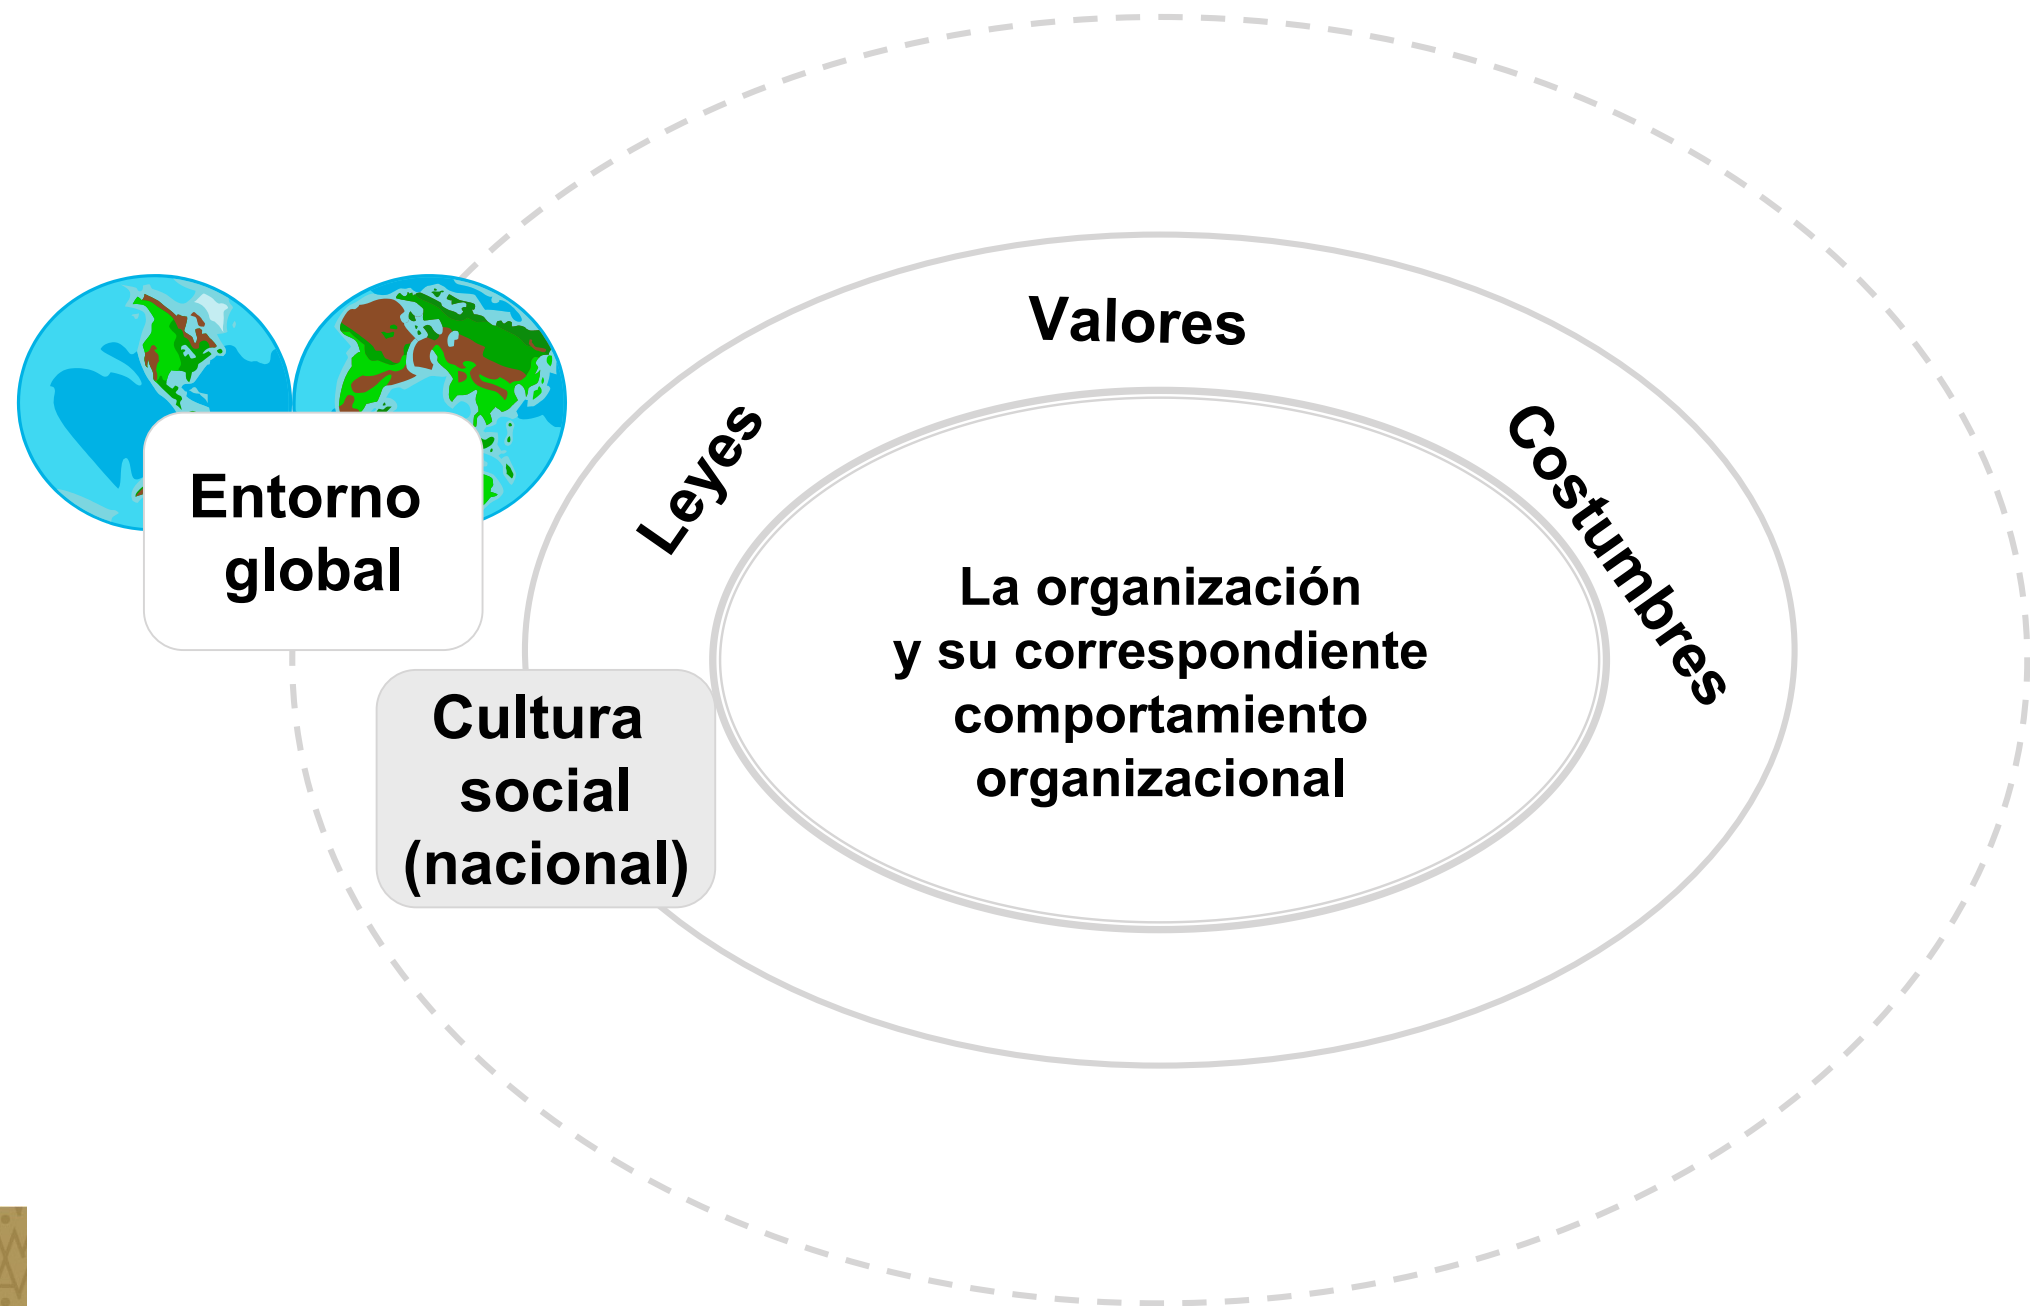 Valores
Leyes
Costumbres
Entorno
global
La organización
y su correspondiente
comportamiento
organizacional
Cultura
social
(nacional)